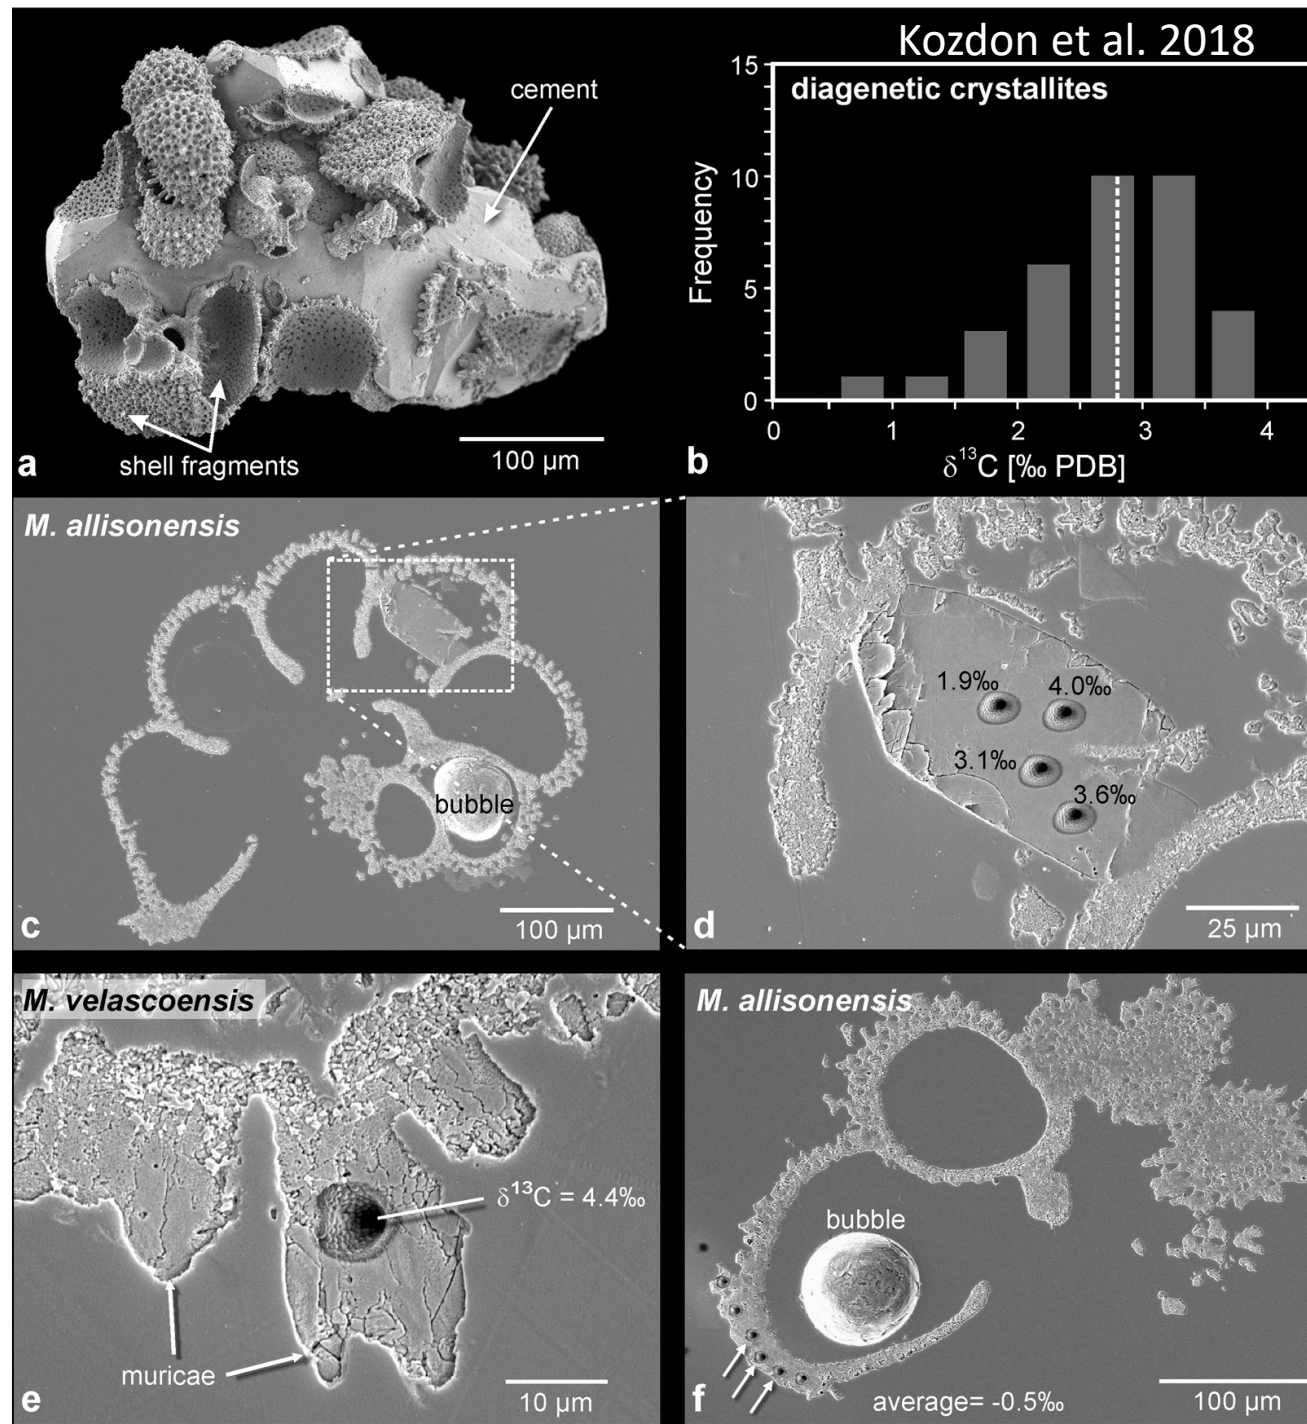 Kozdon et al. 2018
cement
shell fragments
100 µm
a
15
diagenetic crystallites
10
5
0
Frequency
0 1 2 3 4
δ¹³C [‰ PDB]
b
M. allisonensis
bubble
100 µm
c
1.9‰
4.0‰
3.1‰
3.6‰
25 µm
d
M. velascoensis
δ¹³C = 4.4‰
muricae
10 µm
e
M. allisonensis
bubble
average= -0.5‰
100 µm
f